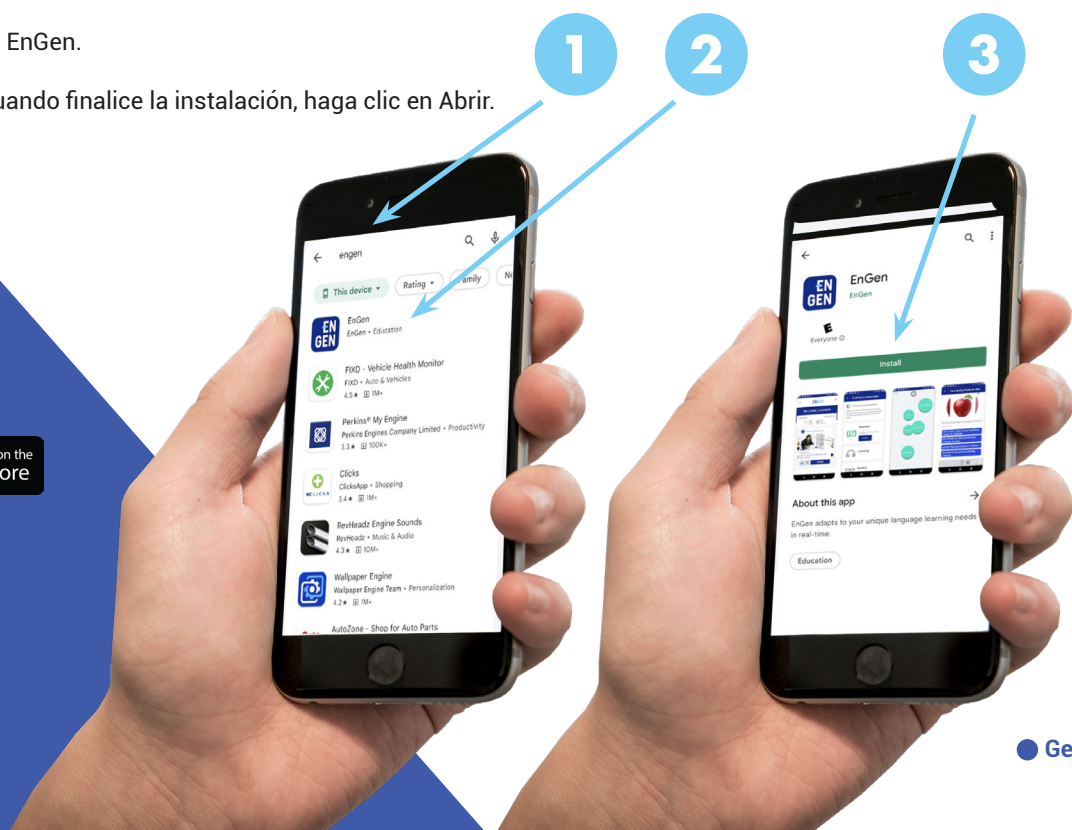 EnGen.
uando finalice la instalación, haga clic en Abrir.
1
2
3
on the
ore
engen
This device
Rating
Family
EN
GEN
EnGen
EnGen • Education
FIXD - Vehicle Health Monitor
FIXD • Auto & Vehicles
4.5★ 1M+
Perkins® My Engine
Perkins Engines Company Limited • Productivity
3.3★ 100K+
CLICKS
Clicks
ClicksApp • Shopping
3.4★ 1M+
RevHeadz Engine Sounds
RevHeadz • Music & Audio
4.3★ 10M+
Wallpaper Engine
Wallpaper Engine Team • Personalization
4.2★ 1M+
AutoZone - Shop for Auto Parts
EN
GEN
EnGen
EnGen
E
Everyone
Install
About this app
EnGen adapts to your unique language learning needs
in real-time.
Education
Ge